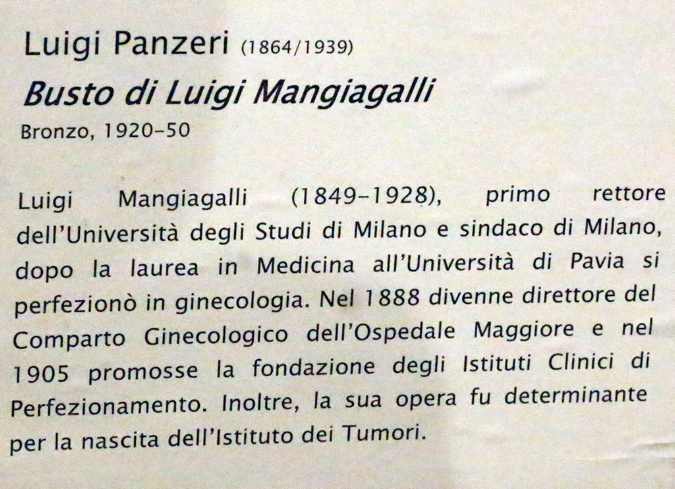 Luigi Panzeri (1864/1939)
Busto di Luigi Mangiagalli
Bronzo, 1920-50
Luigi Mangiagalli (1849-1928), primo rettore
dell'Università degli Studi di Milano e sindaco di Milano,
dopo la laurea in Medicina all'Università di Pavia si
perfezionò in ginecologia. Nel 1888 divenne direttore del
Comparto Ginecologico dell'Ospedale Maggiore e nel
1905 promosse la fondazione degli Istituti Clinici di
Perfezionamento. Inoltre, la sua opera fu determinante
per la nascita dell'Istituto dei Tumori.